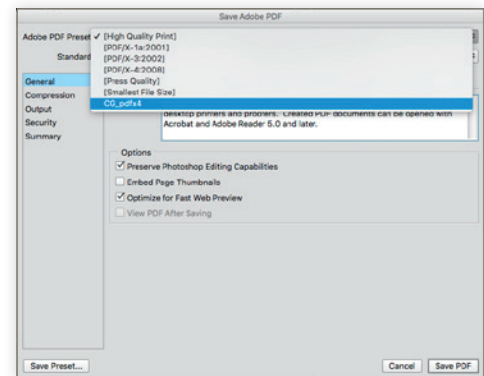 Save Adobe PDF
Adobe PDF Preset ✓ [High Quality Print]
[PDF/X-1a:2001]
Standard
[PDF/X-3:2002]
[PDF/X-4:2008]
[Press Quality]
[Smallest File Size]
CG_pdfx4
General
Compression
Output
Security
Summary
desktop printers and proofers. Created PDF documents can be opened with
Acrobat and Adobe Reader 5.0 and later.
Options
Preserve Photoshop Editing Capabilities
Embed Page Thumbnails
Optimize for Fast Web Preview
View PDF After Saving
Save Preset...
Cancel
Save PDF